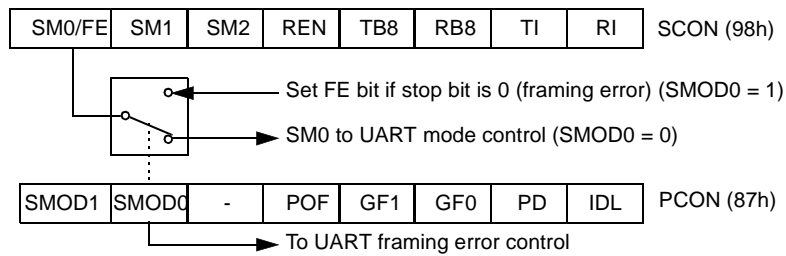 SM0/FE SM1 SM2 REN TB8 RB8 TI RI SCON (98h)
Set FE bit if stop bit is 0 (framing error) (SMOD0 = 1)
SM0 to UART mode control (SMOD0 = 0)
SMOD1 SMOD0 - POF GF1 GF0 PD IDL PCON (87h)
To UART framing error control